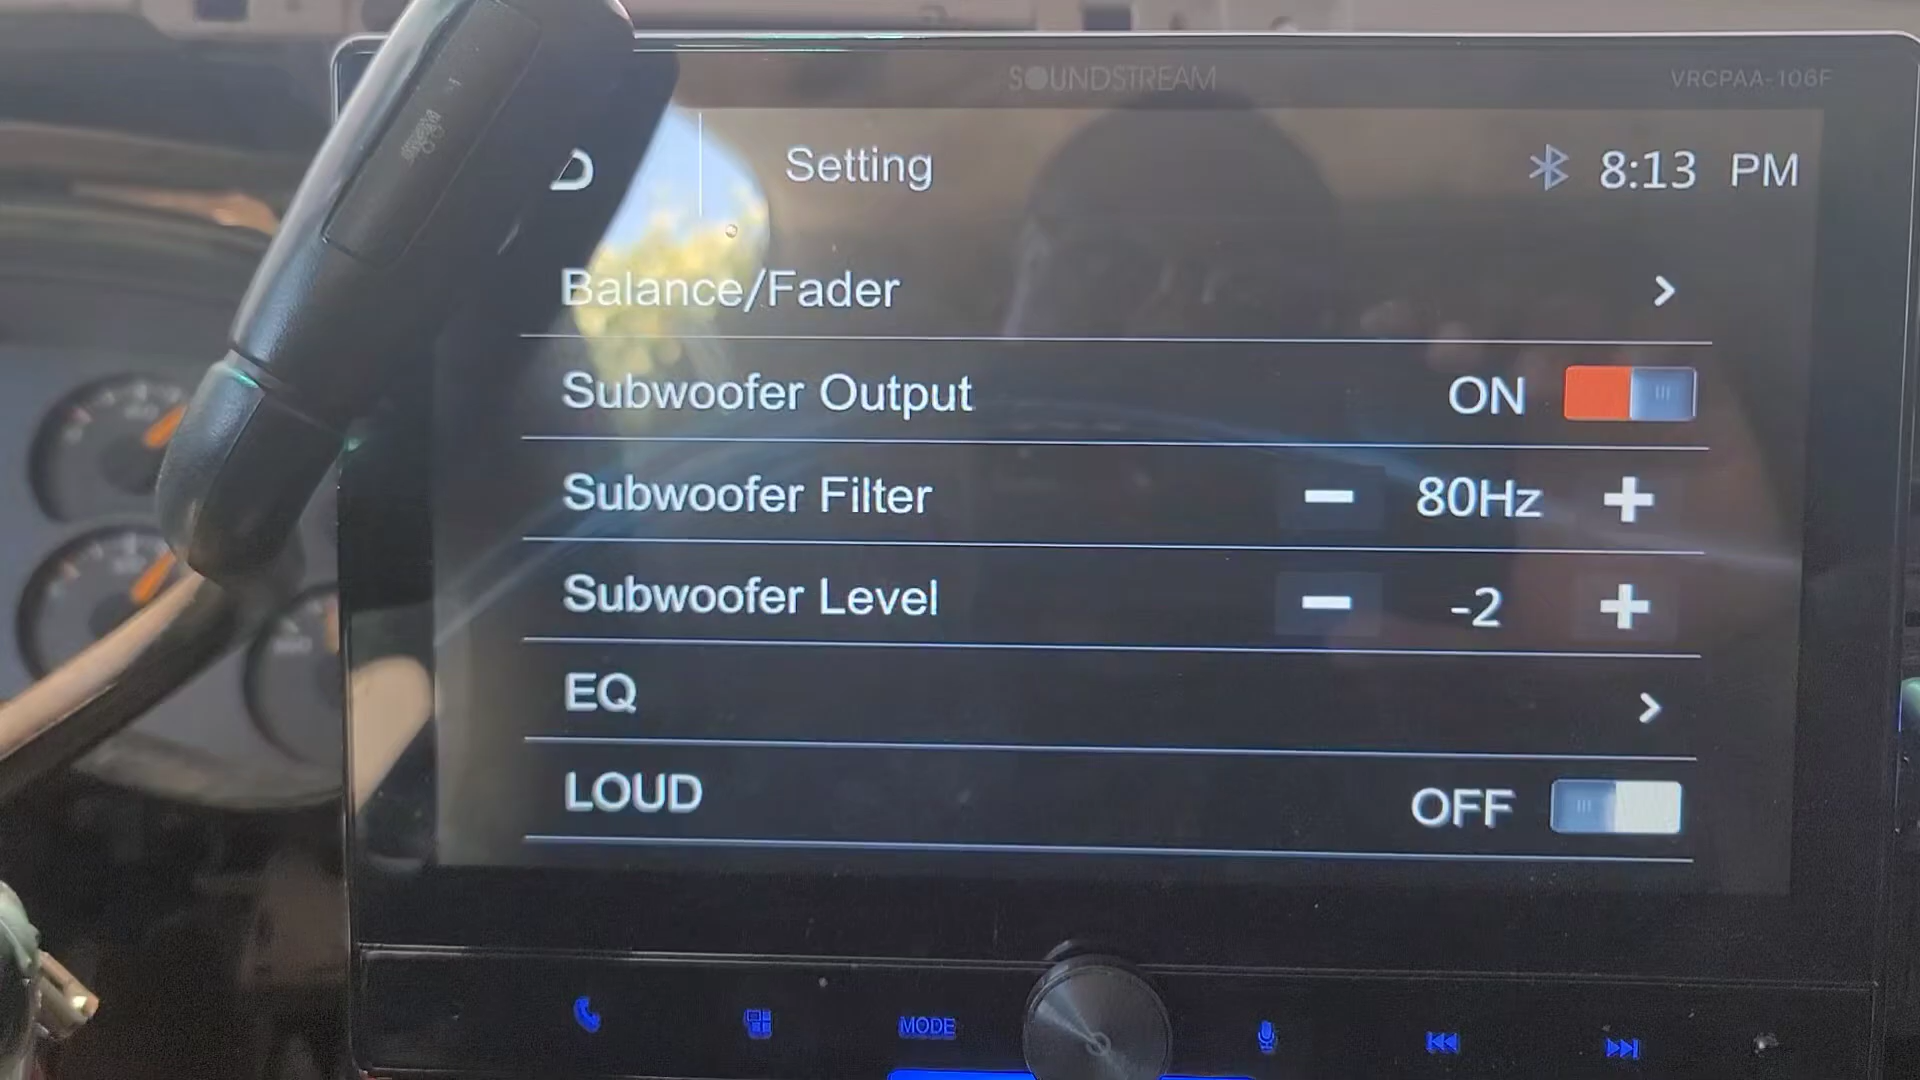 SOUNDSTREAM
VRCPAA-106F
Setting
8:13 PM
Balance/Fader
Subwoofer Output ON
Subwoofer Filter 80Hz
Subwoofer Level -2
EQ
LOUD OFF
MODE